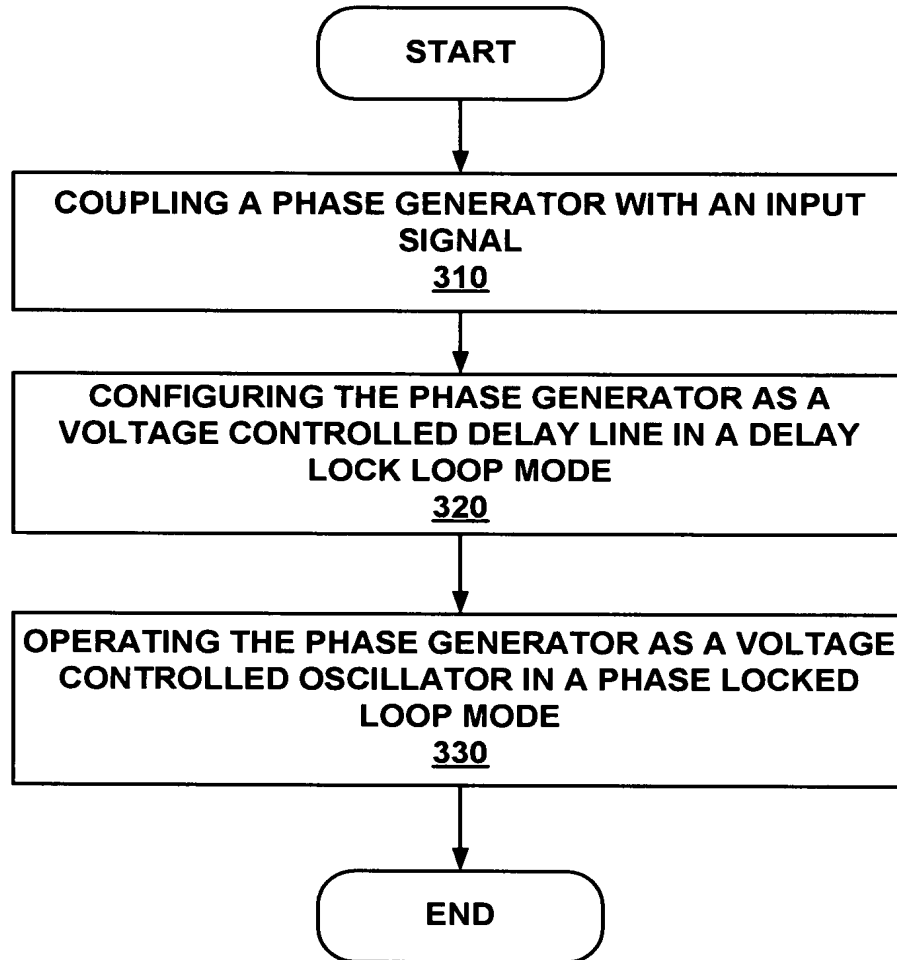 START
COUPLING A PHASE GENERATOR WITH AN INPUT
SIGNAL
310
CONFIGURING THE PHASE GENERATOR AS A
VOLTAGE CONTROLLED DELAY LINE IN A DELAY
LOCK LOOP MODE
320
OPERATING THE PHASE GENERATOR AS A VOLTAGE
CONTROLLED OSCILLATOR IN A PHASE LOCKED
LOOP MODE
330
END